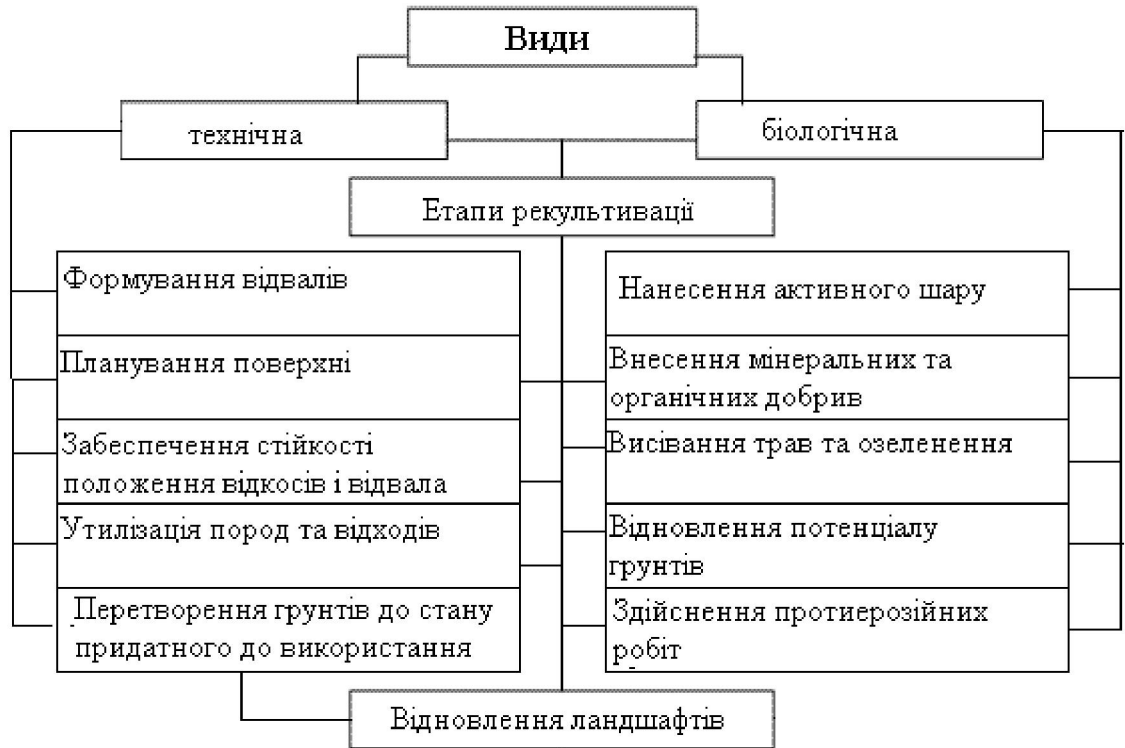 Види
технічна
біологічна
Етапи рекультивації
Формування відвалів
Планування поверхні
Забеспечення стійкості
положення відкосів і відвала
Утилізація пород та відходів
Перетворення грунтів до стану
придатного до використання
Нанесення активного шару
Внесення мінеральних та
органічних добрив
Висівання трав та озеленення
Відновлення потенціалу
грунтів
Здійснення протиерозійних
робіт
Відновлення ландшафтів